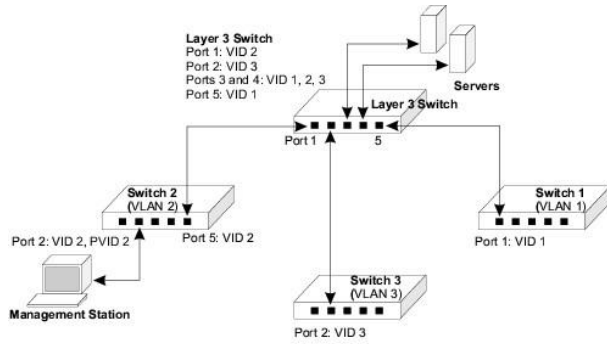 Layer 3 Switch
Port 1: VID 2
Port 2: VID 3
Ports 3 and 4: VID 1, 2, 3
Port 5: VID 1
Servers
Layer 3 Switch
Port 1
5
Switch 2
(VLAN 2)
Switch 1
(VLAN 1)
Port 2: VID 2, PVID 2
Port 5: VID 2
Port 1: VID 1
Switch 3
(VLAN 3)
Management Station
Port 2: VID 3